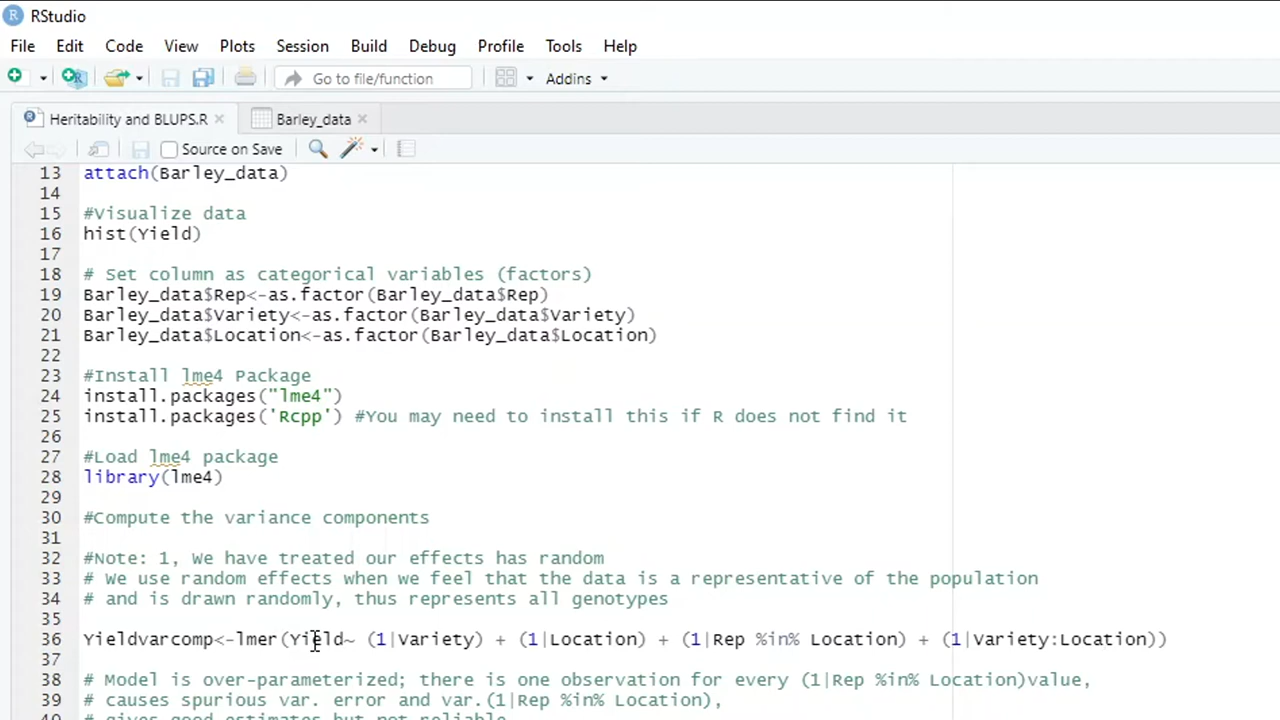 RStudio
File Edit Code View Plots Session Build Debug Profile Tools Help
Go to file/function Addins
Heritability and BLUPS.R Barley_data
Source on Save
13 attach(Barley_data)
14
15 #Visualize data
16 hist(Yield)
17
18 # Set column as categorical variables (factors)
19 Barley_data$Rep<-as.factor(Barley_data$Rep)
20 Barley_data$Variety<-as.factor(Barley_data$Variety)
21 Barley_data$Location<-as.factor(Barley_data$Location)
22
23 #Install lme4 Package
24 install.packages("lme4")
25 install.packages('Rcpp') #You may need to install this if R does not find it
26
27 #Load lme4 package
28 library(lme4)
29
30 #Compute the variance components
31
32 #Note: 1, We have treated our effects has random
33 # We use random effects when we feel that the data is a representative of the population
34 # and is drawn randomly, thus represents all genotypes
35
36 Yieldvarcomp<-lmer(Yield~ (1|Variety) + (1|Location) + (1|Rep %in% Location) + (1|Variety:Location))
37
38 # Model is over-parameterized; there is one observation for every (1|Rep %in% Location)value,
39 # causes spurious var. error and var.(1|Rep %in% Location),
40 # gives good estimates but not reliable